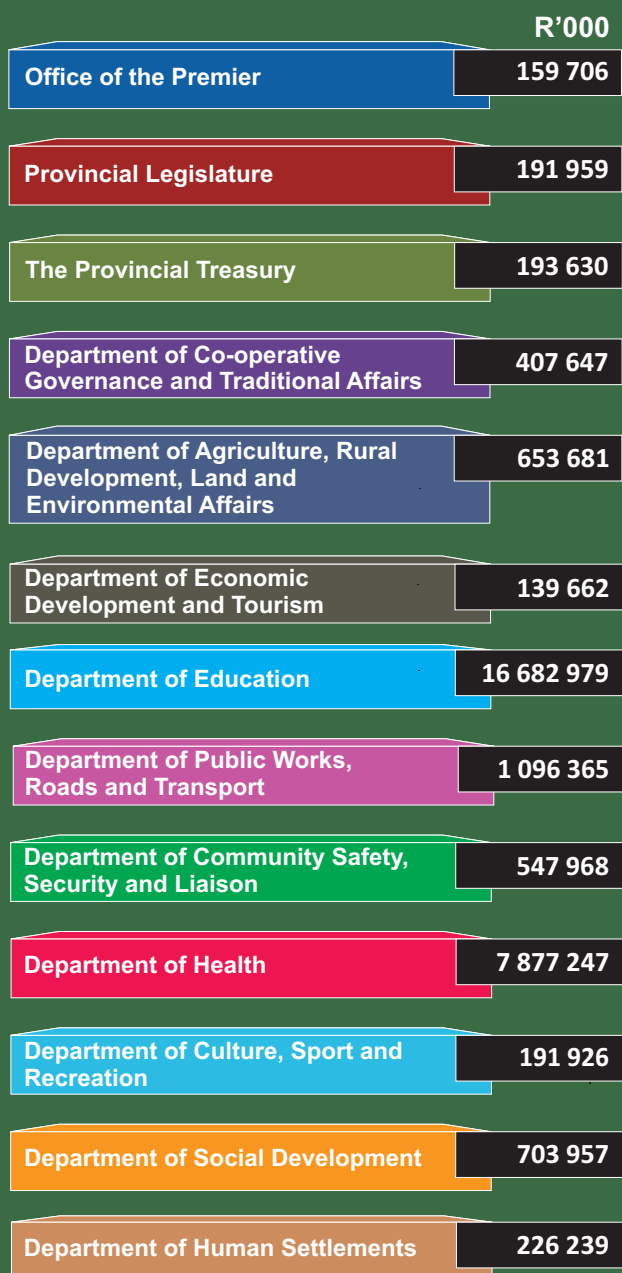 R’000
Office of the Premier 159 706
Provincial Legislature 191 959
The Provincial Treasury 193 630
Department of Co-operative
Governance and Traditional Affairs 407 647
Department of Agriculture, Rural
Development, Land and
Environmental Affairs
653 681
Department of Economic
Development and Tourism
139 662
Department of Education 16 682 979
Department of Public Works,
Roads and Transport
1 096 365
Department of Community Safety,
Security and Liaison
547 968
Department of Health 7 877 247
Department of Culture, Sport and
Recreation
191 926
Department of Social Development 703 957
Department of Human Settlements 226 239